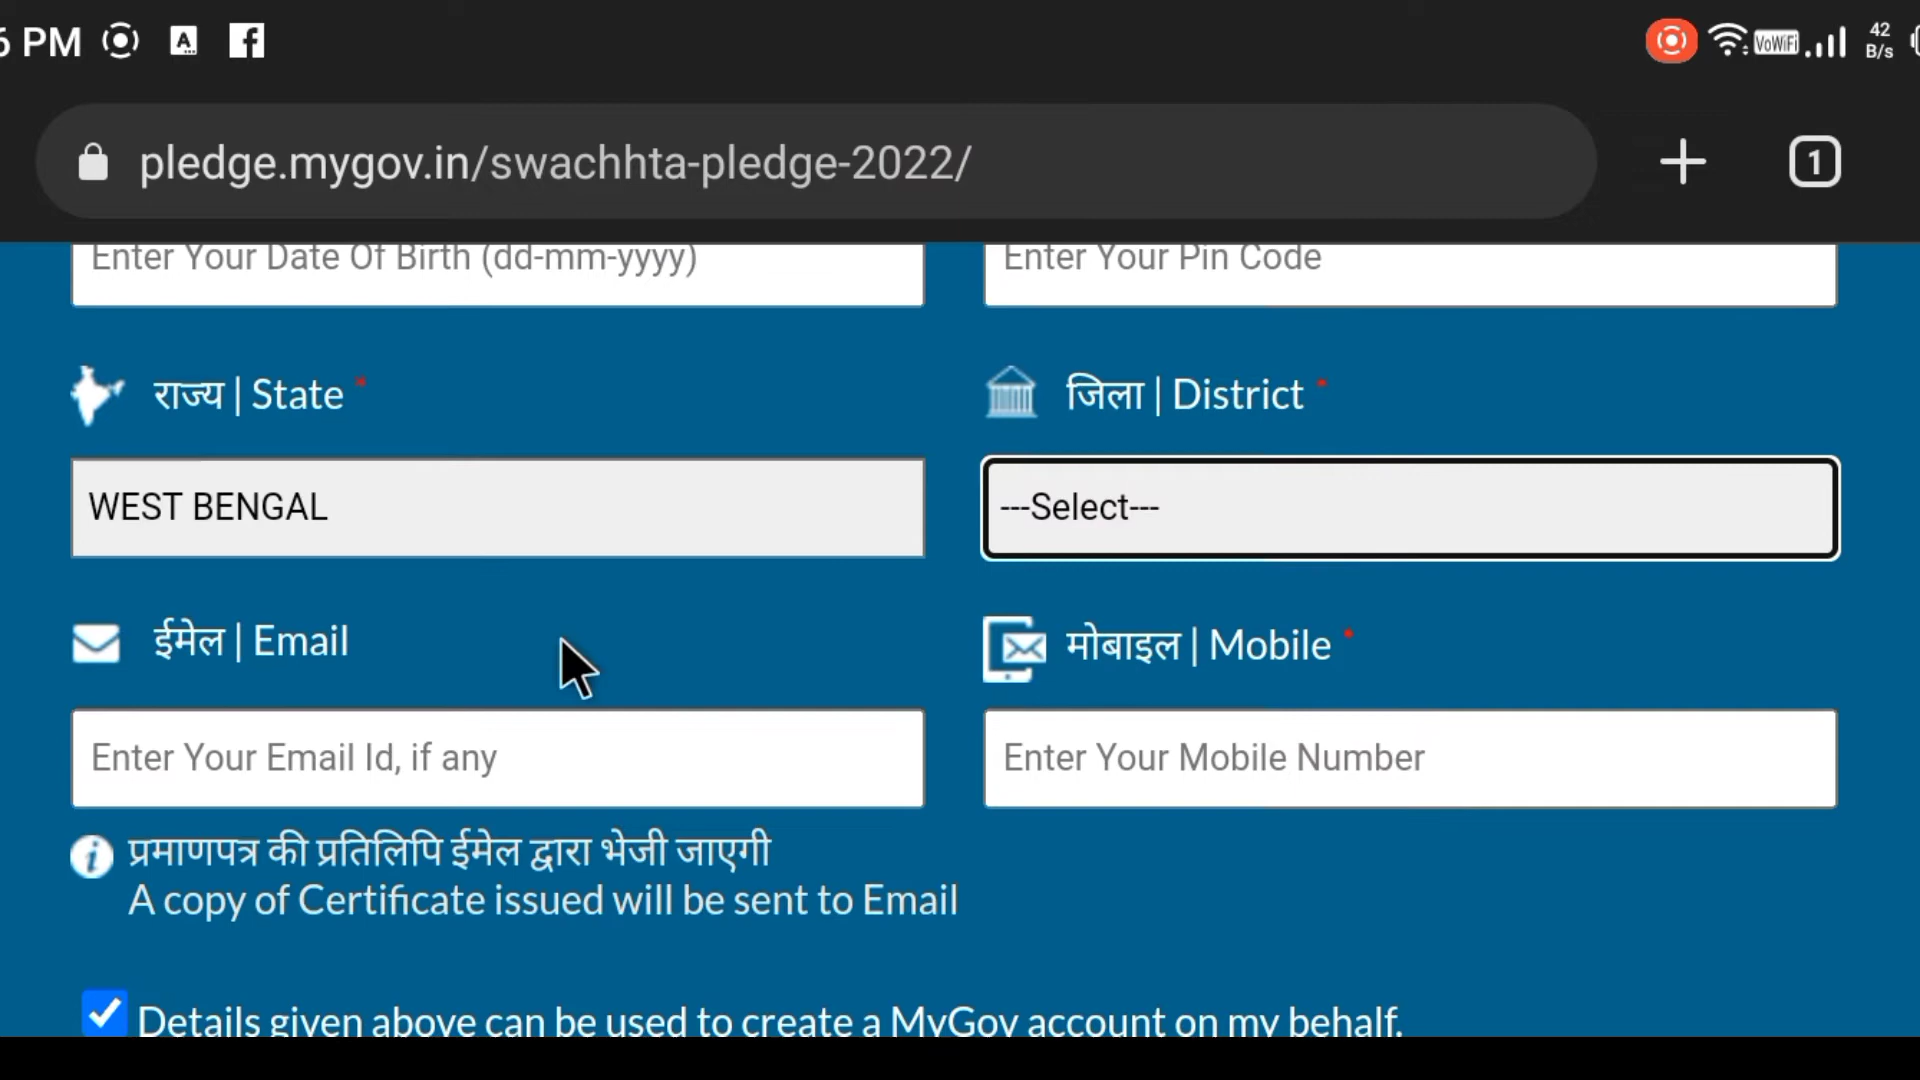 6 PM
VoWiFi
42
B/s
pledge.mygov.in/swachhta-pledge-2022/
1
Enter Your Date Of Birth (dd-mm-yyyy)
Enter Your Pin Code
राज्य | State *
जिला | District *
WEST BENGAL
---Select---
ईमेल | Email
मोबाइल | Mobile *
Enter Your Email Id, if any
Enter Your Mobile Number
प्रमाणपत्र की प्रतिलिपि ईमेल द्वारा भेजी जाएगी
A copy of Certificate issued will be sent to Email
Details given above can be used to create a MyGov account on my behalf.